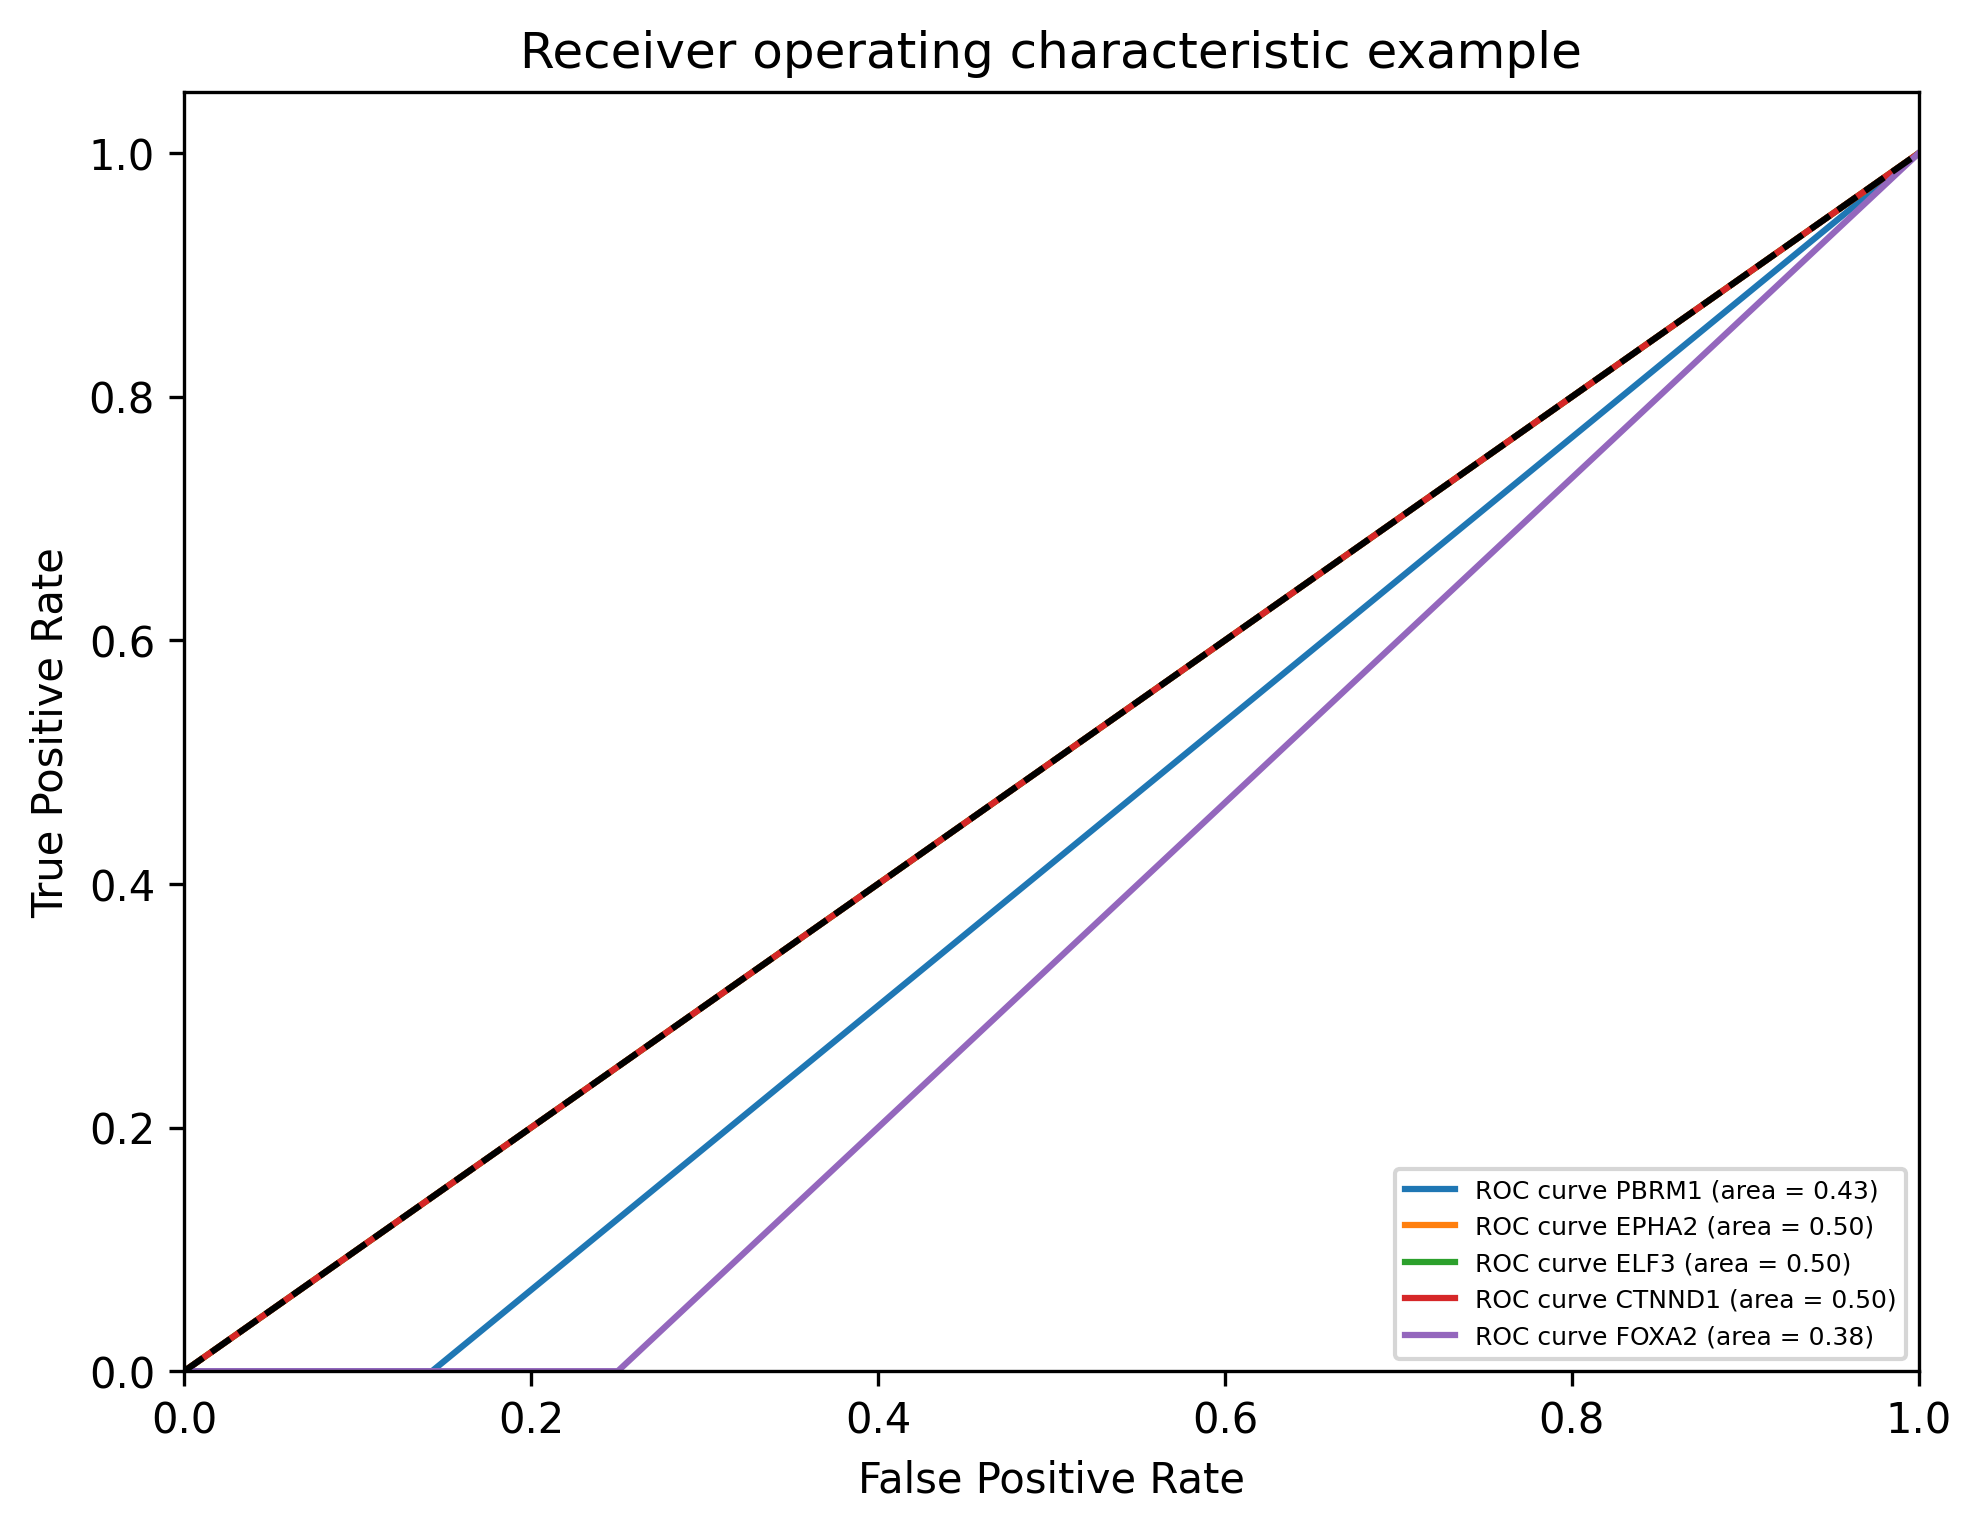 Receiver operating characteristic example
True Positive Rate
1.0
0.8
0.6
0.4
0.2
0.0
ROC curve PBRM1 (area = 0.43)
ROC curve EPHA2 (area = 0.50)
ROC curve ELF3 (area = 0.50)
ROC curve CTNND1 (area = 0.50)
ROC curve FOXA2 (area = 0.38)
0.0 0.2 0.4 0.6 0.8 1.0
False Positive Rate